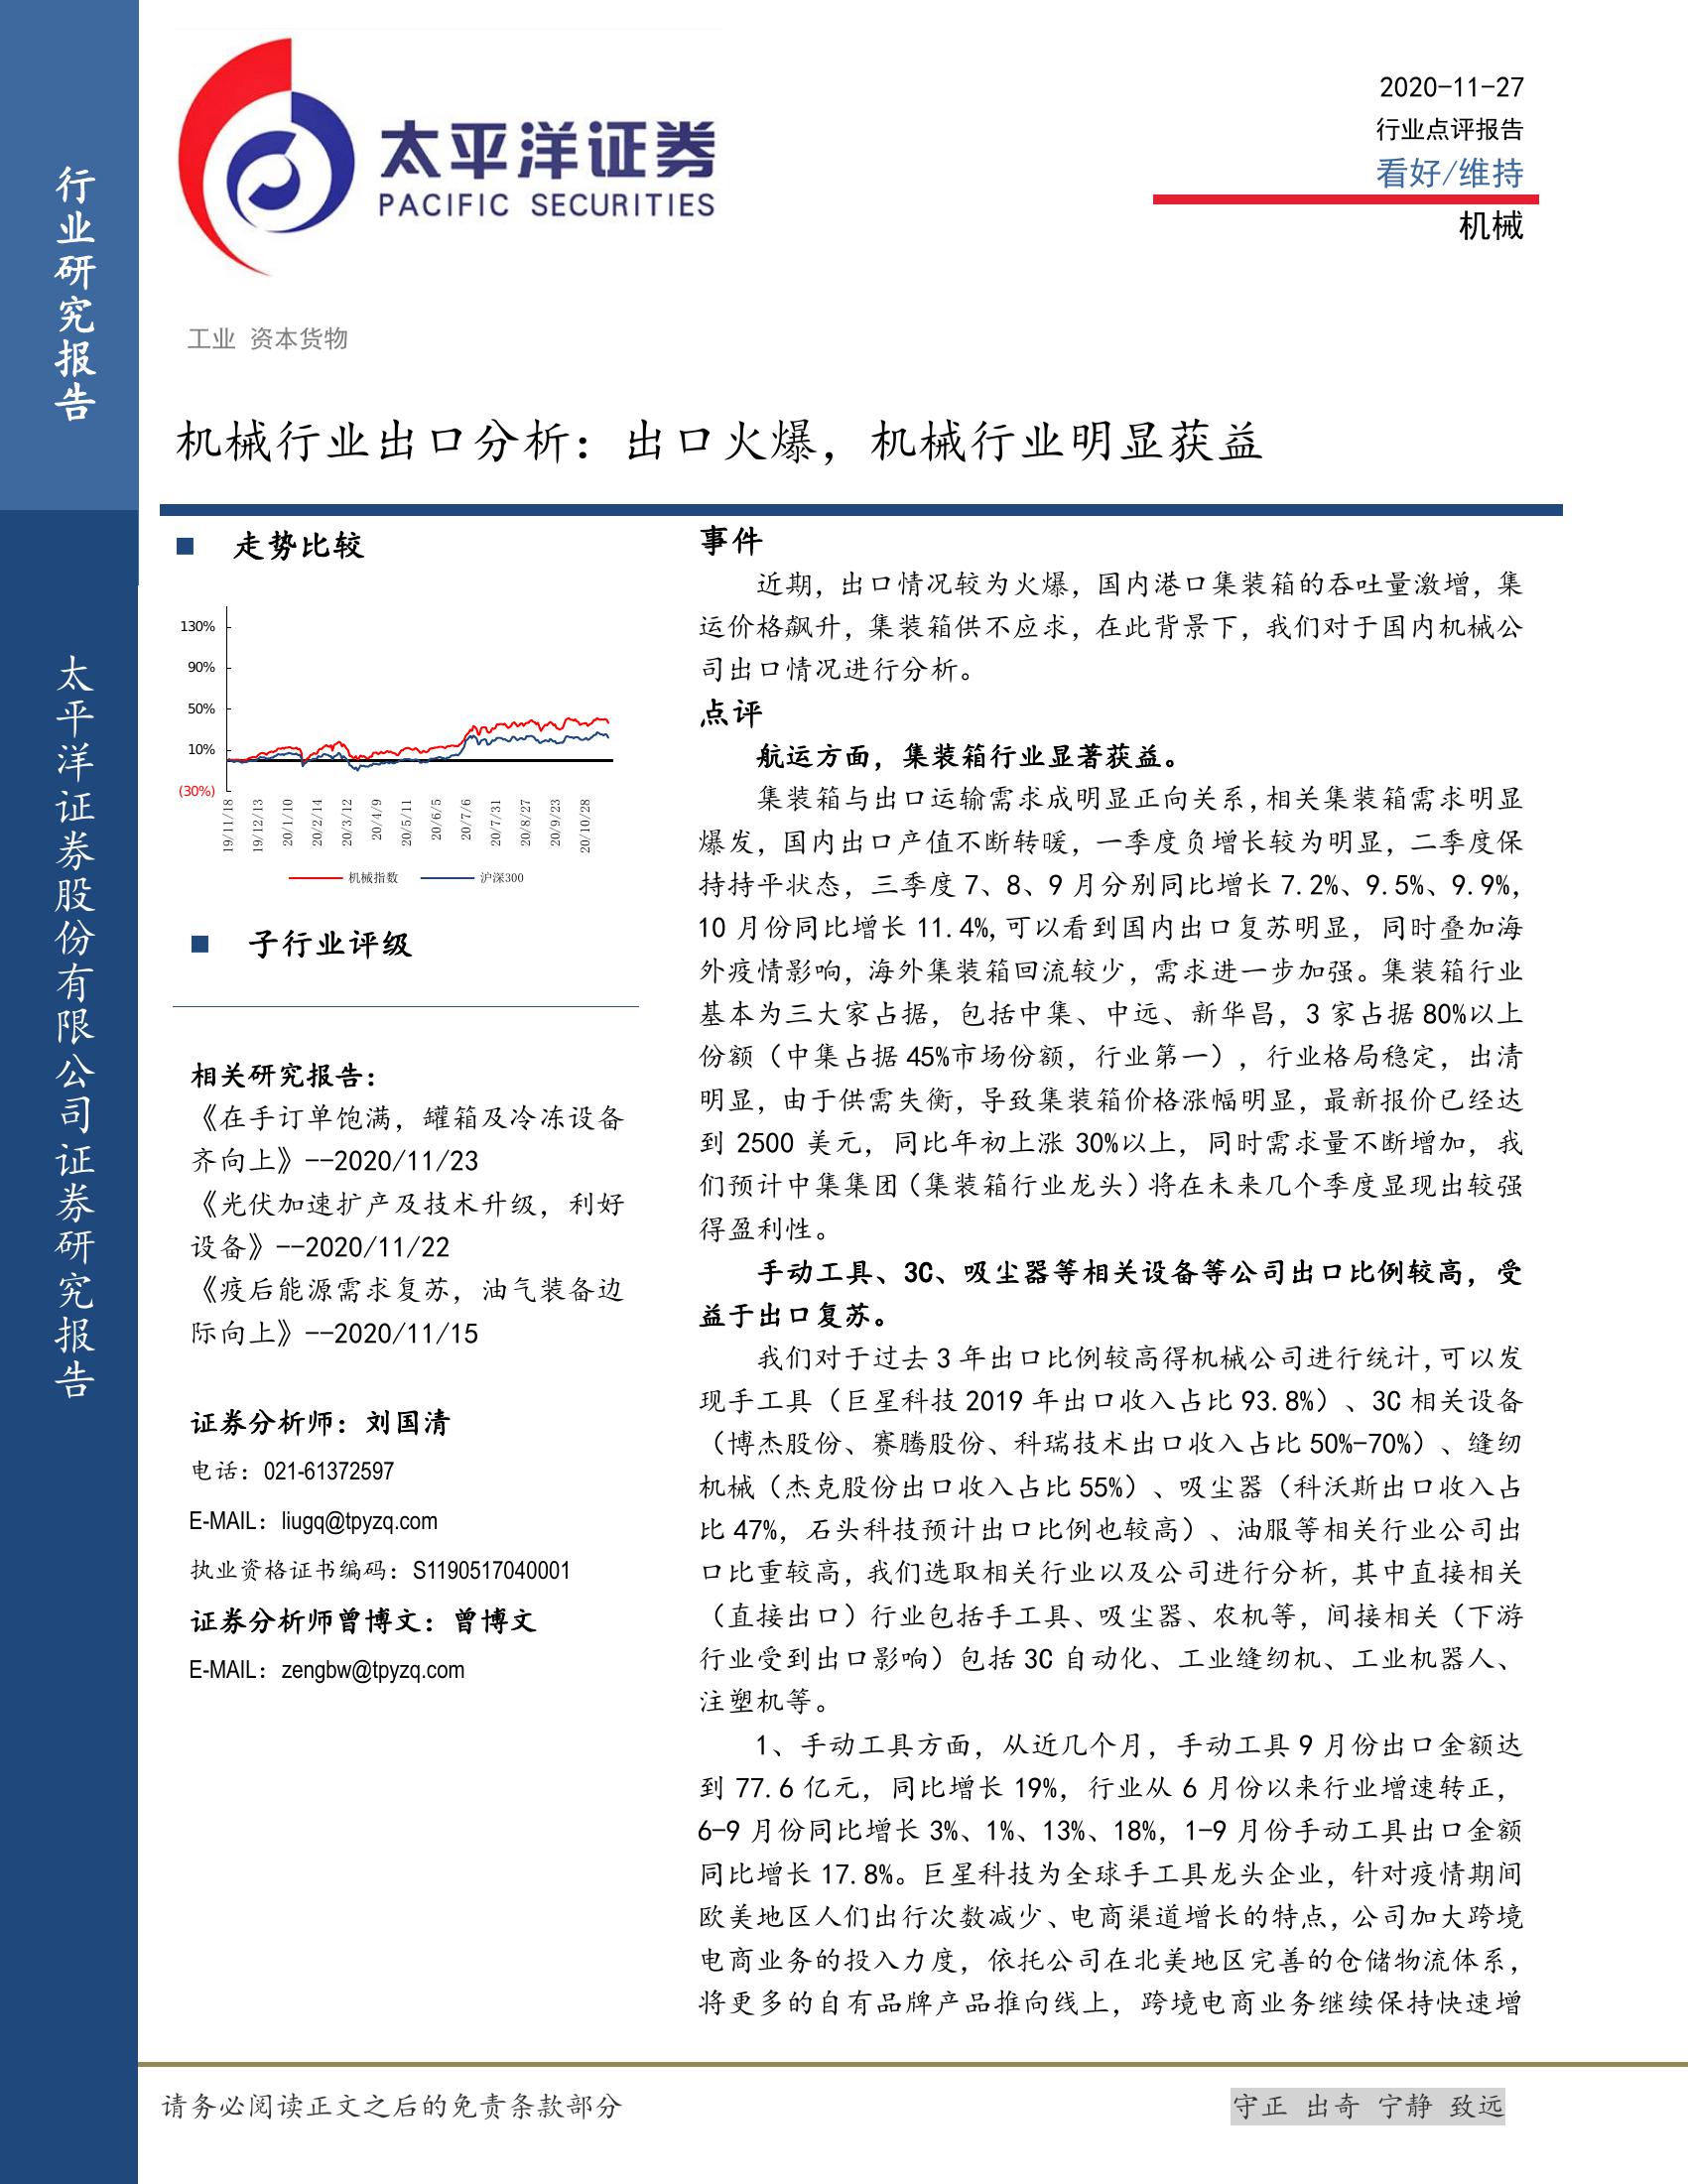 行业研究报告
太平洋证券股份有限公司证券研究报告
太平洋证券
PACIFIC SECURITIES
2020-11-27
行业点评报告
看好/维持
机械
工业 资本货物
机械行业出口分析：出口火爆，机械行业明显获益
■ 走势比较
130%
90%
50%
10%
(30%)
19/11/18
19/12/13
20/1/10
20/2/14
20/3/12
20/4/9
20/5/11
20/6/5
20/7/6
20/7/31
20/8/27
20/9/23
20/10/28
机械指数 沪深300
■ 子行业评级
相关研究报告：
《在手订单饱满，罐箱及冷冻设备
齐向上》--2020/11/23
《光伏加速扩产及技术升级，利好
设备》--2020/11/22
《疫后能源需求复苏，油气装备边
际向上》--2020/11/15
证券分析师：刘国清
电话：021-61372597
E-MAIL：liugq@tpyzq.com
执业资格证书编码：S1190517040001
证券分析师曾博文：曾博文
E-MAIL：zengbw@tpyzq.com
事件
近期，出口情况较为火爆，国内港口集装箱的吞吐量激增，集
运价格飙升，集装箱供不应求，在此背景下，我们对于国内机械公
司出口情况进行分析。
点评
航运方面，集装箱行业显著获益。
集装箱与出口运输需求成明显正向关系，相关集装箱需求明显
爆发，国内出口产值不断转暖，一季度负增长较为明显，二季度保
持持平状态，三季度 7、8、9 月分别同比增长 7.2%、9.5%、9.9%，
10 月份同比增长 11.4%,可以看到国内出口复苏明显，同时叠加海
外疫情影响，海外集装箱回流较少，需求进一步加强。集装箱行业
基本为三大家占据，包括中集、中远、新华昌，3 家占据 80%以上
份额（中集占据 45%市场份额，行业第一），行业格局稳定，出清
明显，由于供需失衡，导致集装箱价格涨幅明显，最新报价已经达
到 2500 美元，同比年初上涨 30%以上，同时需求量不断增加，我
们预计中集集团（集装箱行业龙头）将在未来几个季度显现出较强
得盈利性。
手动工具、3C、吸尘器等相关设备等公司出口比例较高，受
益于出口复苏。
我们对于过去 3 年出口比例较高得机械公司进行统计，可以发
现手工具（巨星科技 2019 年出口收入占比 93.8%）、3C 相关设备
（博杰股份、赛腾股份、科瑞技术出口收入占比 50%-70%）、缝纫
机械（杰克股份出口收入占比 55%）、吸尘器（科沃斯出口收入占
比 47%，石头科技预计出口比例也较高）、油服等相关行业公司出
口比重较高，我们选取相关行业以及公司进行分析，其中直接相关
（直接出口）行业包括手工具、吸尘器、农机等，间接相关（下游
行业受到出口影响）包括 3C 自动化、工业缝纫机、工业机器人、
注塑机等。
1、手动工具方面，从近几个月，手动工具 9 月份出口金额达
到 77.6 亿元，同比增长 19%，行业从 6 月份以来行业增速转正，
6-9 月份同比增长 3%、1%、13%、18%，1-9 月份手动工具出口金额
同比增长 17.8%。巨星科技为全球手工具龙头企业，针对疫情期间
欧美地区人们出行次数减少、电商渠道增长的特点，公司加大跨境
电商业务的投入力度，依托公司在北美地区完善的仓储物流体系，
将更多的自有品牌产品推向线上，跨境电商业务继续保持快速增
请务必阅读正文之后的免责条款部分
守正 出奇 宁静 致远